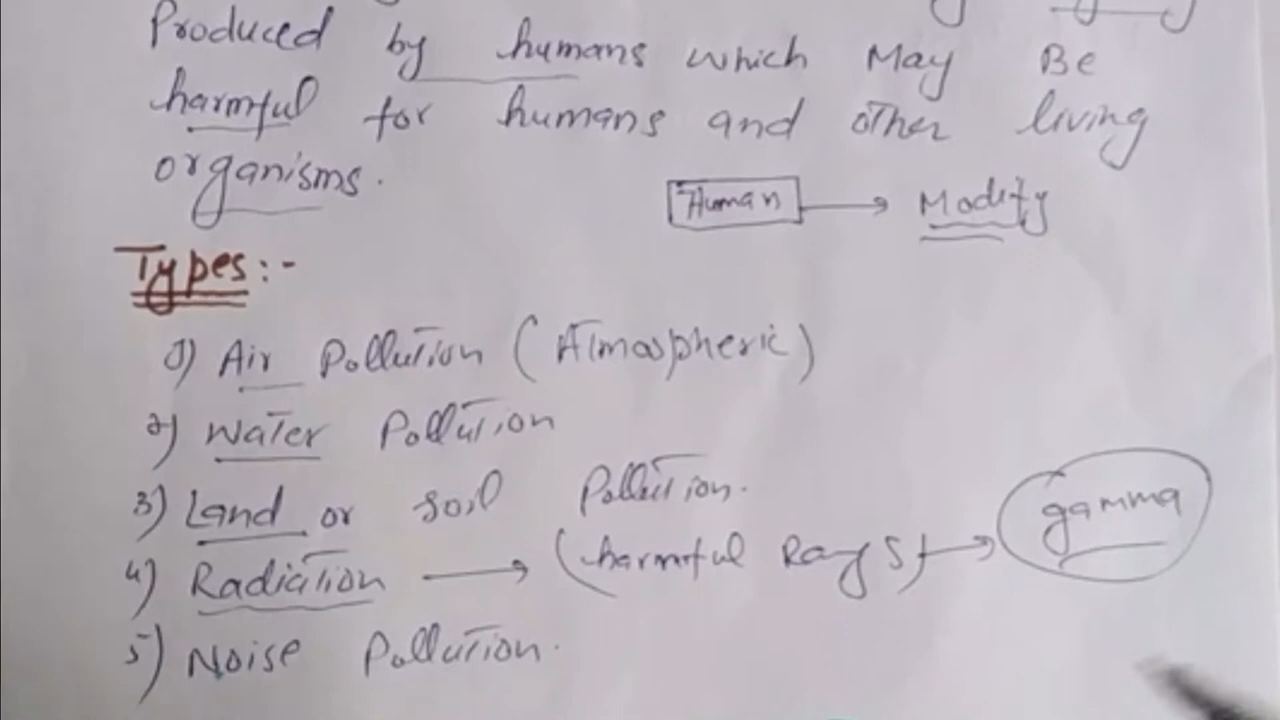 Produced by humans which May Be
harmful for humans and other living
organisms.
Human → Modify
Types:-
1) Air Pollution (Atmospheric)
2) Water Pollution
3) Land or Soil Pollution.
4) Radiation → (harmful Rays) → gamma
5) Noise Pollution.